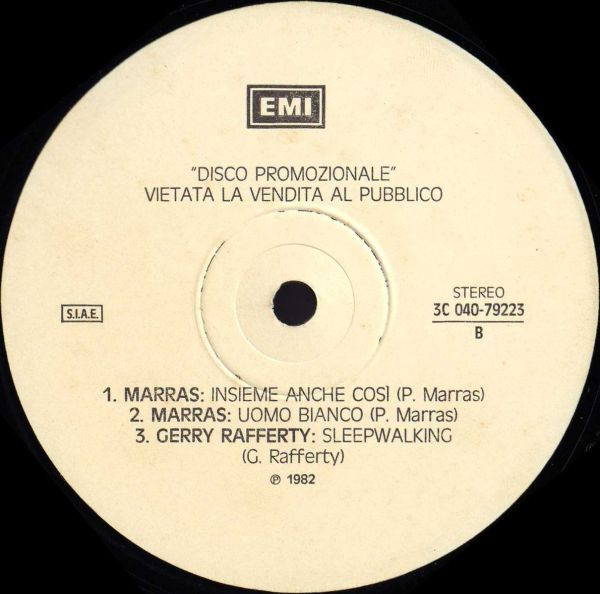 EMI
"DISCO PROMOZIONALE"
VIETATA LA VENDITA AL PUBBLICO
STEREO
S.I.A.E.
3C 040-79223
B
1. MARRAS: INSIEME ANCHE COSÌ (P. Marras)
2. MARRAS: UOMO BIANCO (P. Marras)
3. GERRY RAFFERTY: SLEEPWALKING
(G. Rafferty)
℗ 1982